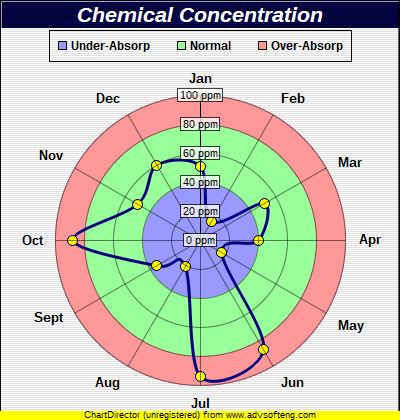 Chemical Concentration
Under-Absorp Normal Over-Absorp
Jan
100 ppm
Dec Feb
80 ppm
60 ppm
Nov Mar
40 ppm
20 ppm
Oct 0 ppm Apr
Sept May
Aug Jun
Jul
ChartDirector (unregistered) from www.advsofteng.com